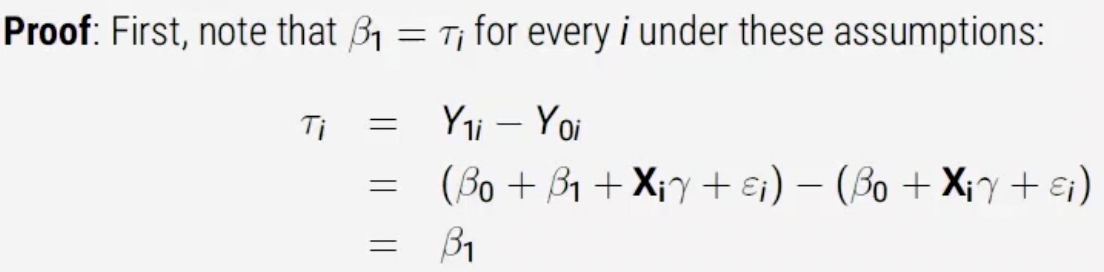 Proof: First, note that β₁ = τᵢ for every i under these assumptions:
τᵢ = Y₁ᵢ − Y₀ᵢ
= (β₀ + β₁ + Xᵢγ + εᵢ) − (β₀ + Xᵢγ + εᵢ)
= β₁